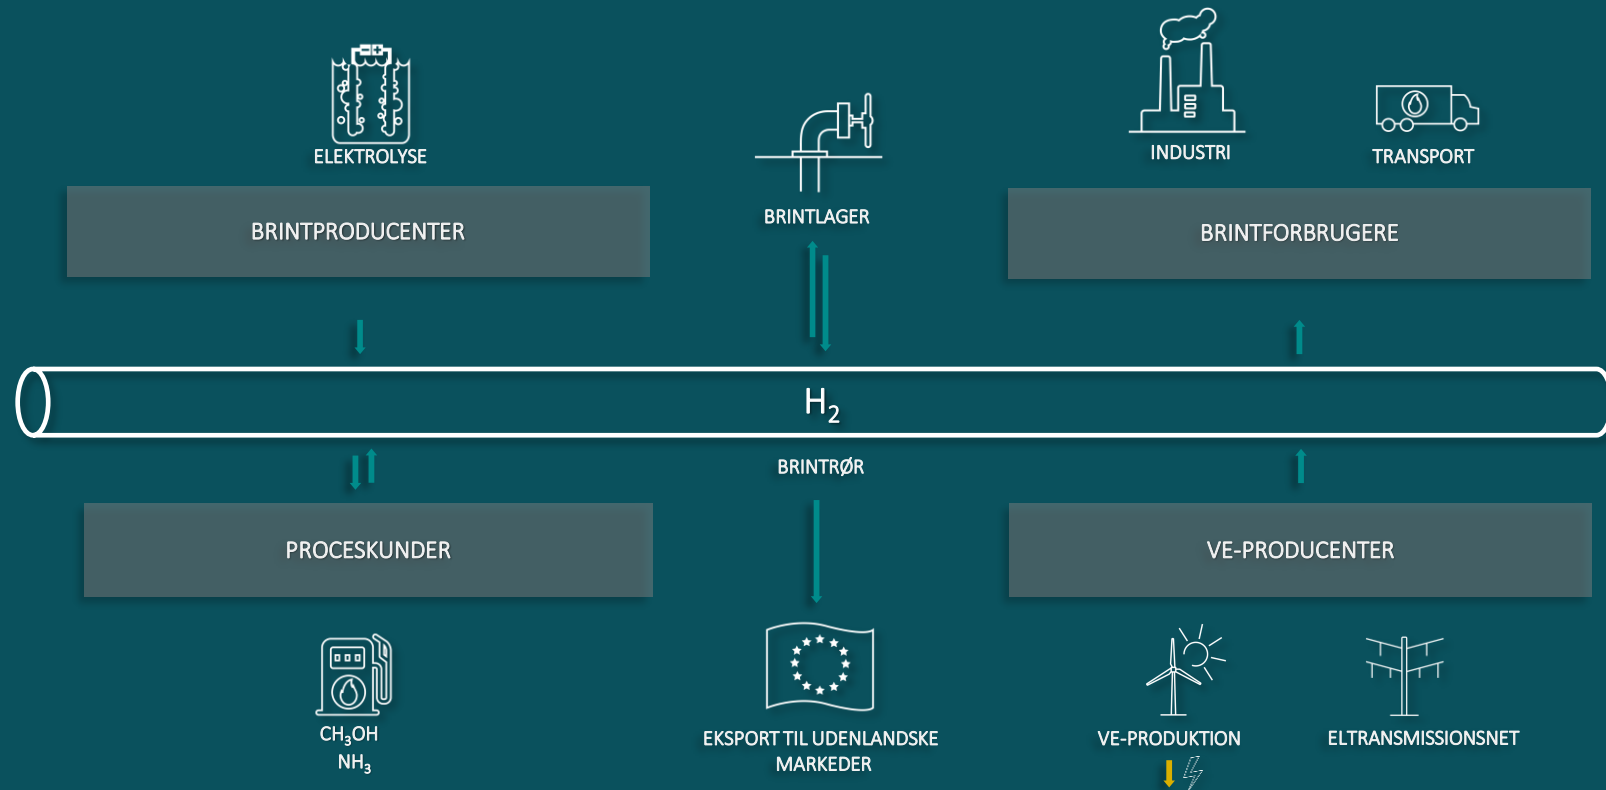 ELEKTROLYSE
BRINTPRODUCENTER
BRINTLAGER
INDUSTRI
TRANSPORT
BRINTFORBRUGERE
H₂
BRINTRØR
PROCESKUNDER
VE-PRODUCENTER
CH₃OH
NH₃
EKSPORT TIL UDENLANDSKE
MARKEDER
VE-PRODUKTION
ELTRANSMISSIONSNET